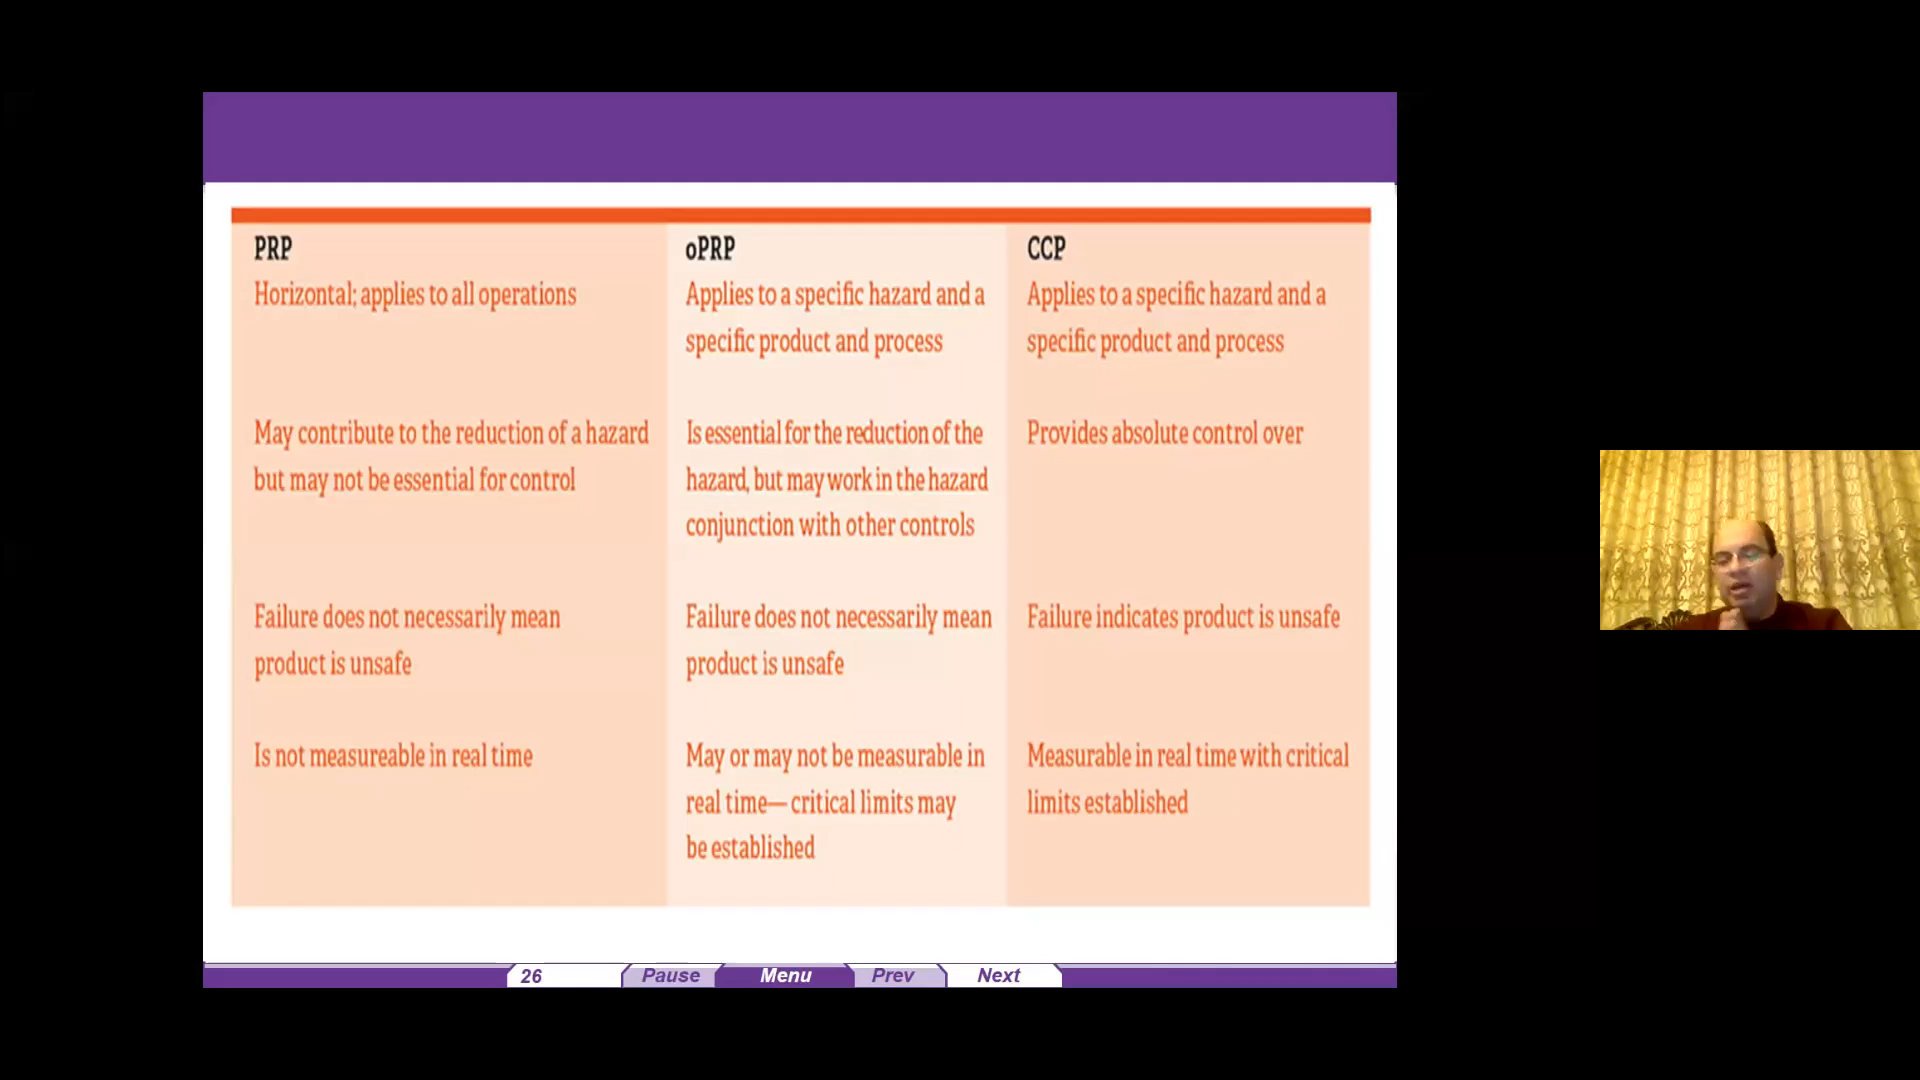 PRP
Horizontal; applies to all operations
May contribute to the reduction of a hazard
but may not be essential for control
Failure does not necessarily mean
product is unsafe
Is not measureable in real time
oPRP
Applies to a specific hazard and a
specific product and process
Is essential for the reduction of the
hazard, but may work in the hazard
conjunction with other controls
Failure does not necessarily mean
product is unsafe
May or may not be measurable in
real time— critical limits may
be established
CCP
Applies to a specific hazard and a
specific product and process
Provides absolute control over
Failure indicates product is unsafe
Measurable in real time with critical
limits established
26
Pause
Menu
Prev
Next